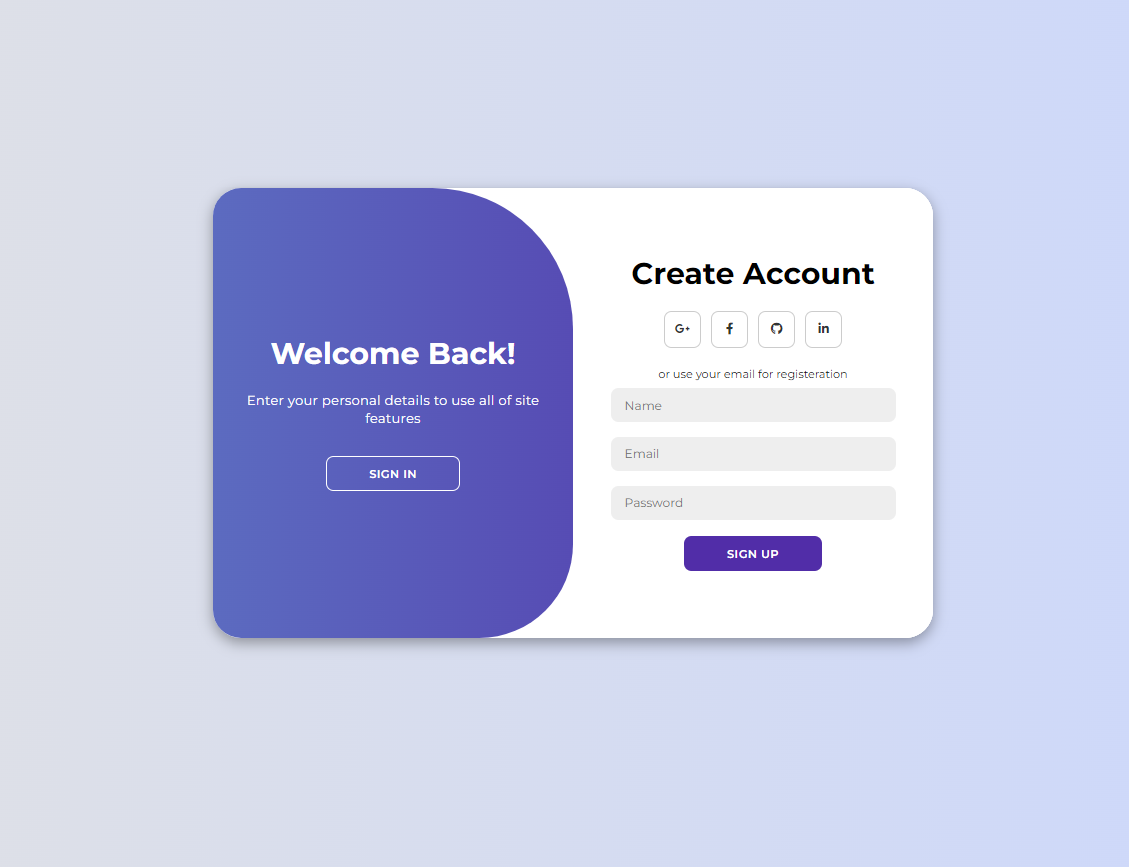 Welcome Back!
Enter your personal details to use all of site
features
SIGN IN
Create Account
G+ f in
or use your email for registeration
Name
Email
Password
SIGN UP